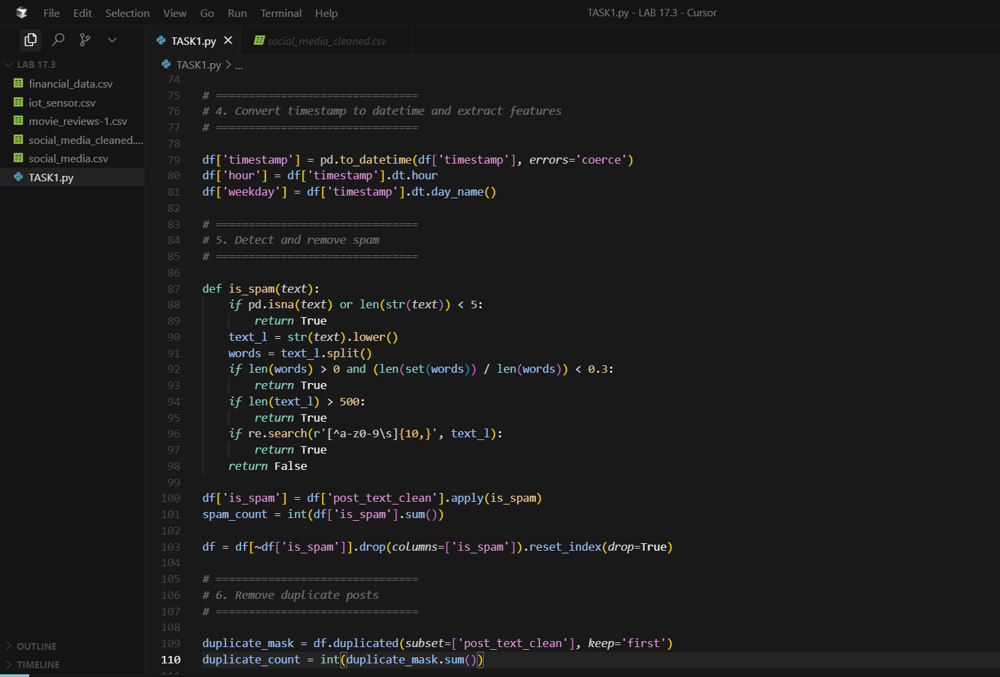 File Edit Selection View Go Run Terminal Help
TASK1.py - LAB 17.3 - Cursor
TASK1.py
social_media_cleaned.csv
LAB 17.3
financial_data.csv
iot_sensor.csv
movie_reviews-1.csv
social_media_cleaned....
social_media.csv
TASK1.py
OUTLINE
TIMELINE
TASK1.py > ...
74
75 # ===============================
76 # 4. Convert timestamp to datetime and extract features
77 # ===============================
78
79 df['timestamp'] = pd.to_datetime(df['timestamp'], errors='coerce')
80 df['hour'] = df['timestamp'].dt.hour
81 df['weekday'] = df['timestamp'].dt.day_name()
82
83 # ===============================
84 # 5. Detect and remove spam
85 # ===============================
86
87 def is_spam(text):
88     if pd.isna(text) or len(str(text)) < 5:
89         return True
90     text_l = str(text).lower()
91     words = text_l.split()
92     if len(words) > 0 and (len(set(words)) / len(words)) < 0.3:
93         return True
94     if len(text_l) > 500:
95         return True
96     if re.search(r'[^a-z0-9\s]{10,}', text_l):
97         return True
98     return False
99
100 df['is_spam'] = df['post_text_clean'].apply(is_spam)
101 spam_count = int(df['is_spam'].sum())
102
103 df = df[~df['is_spam']].drop(columns=['is_spam']).reset_index(drop=True)
104
105 # ===============================
106 # 6. Remove duplicate posts
107 # ===============================
108
109 duplicate_mask = df.duplicated(subset=['post_text_clean'], keep='first')
110 duplicate_count = int(duplicate_mask.sum())
111